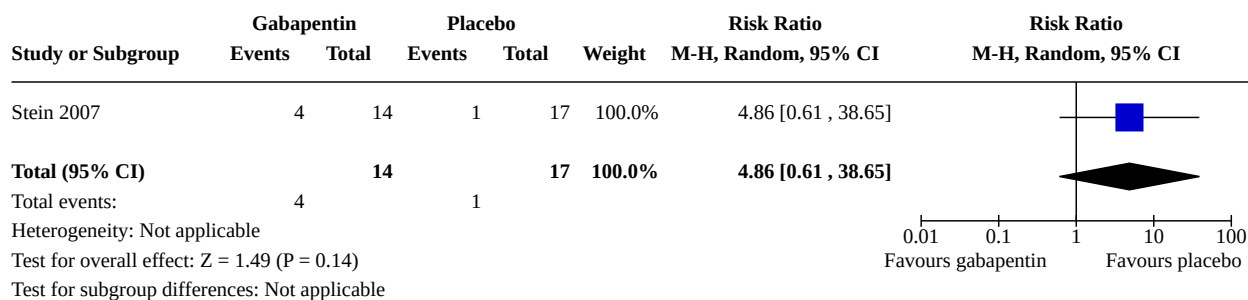 Gabapentin Placebo Risk Ratio Risk Ratio
Study or Subgroup Events Total Events Total Weight M-H, Random, 95% CI M-H, Random, 95% CI
Stein 2007 4 14 1 17 100.0% 4.86 [0.61 , 38.65]
Total (95% CI) 14 17 100.0% 4.86 [0.61 , 38.65]
Total events: 4 1
Heterogeneity: Not applicable
0.01 0.1 1 10 100
Test for overall effect: Z = 1.49 (P = 0.14)
Favours gabapentin Favours placebo
Test for subgroup differences: Not applicable